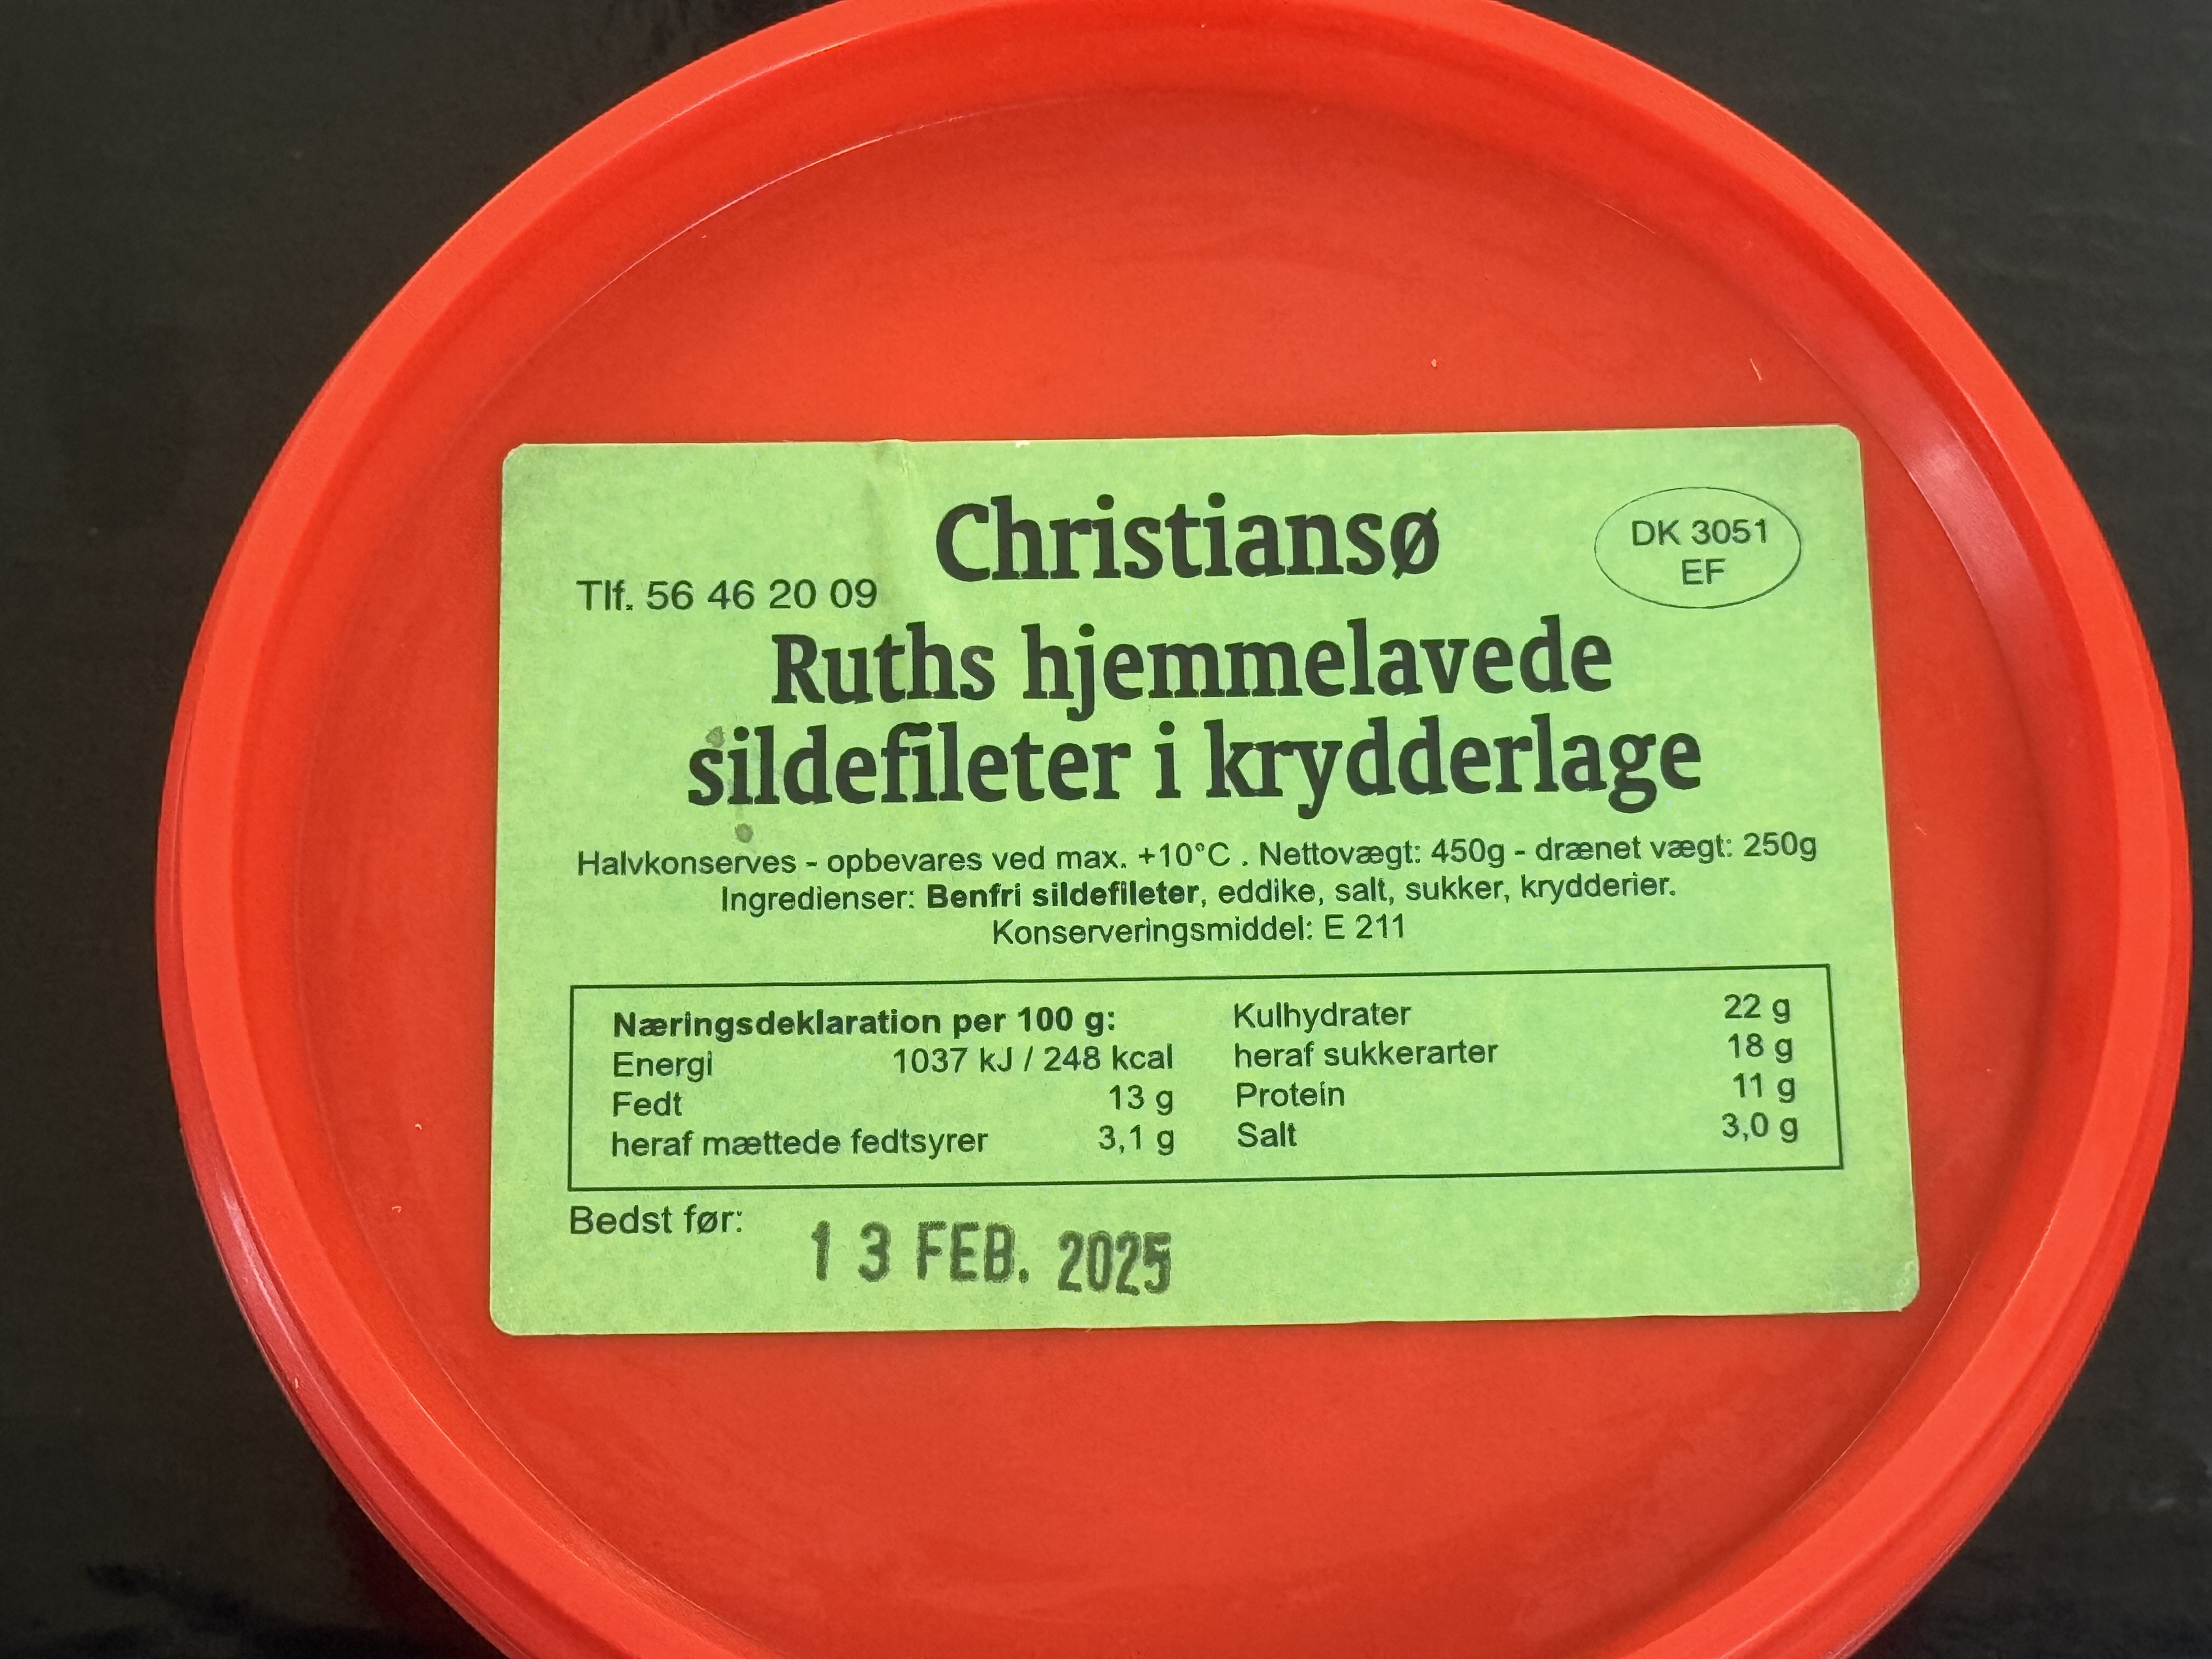 Christiansø
DK 3051
EF
Tlf. 56 46 20 09
Ruths hjemmelavede
sildefileter i krydderlage
Halvkonserves - opbevares ved max. +10°C . Nettovægt: 450g - drænet vægt: 250g
Ingredienser: Benfri sildefileter, eddike, salt, sukker, krydderier.
Konserveringsmiddel: E 211
Næringsdeklaration per 100 g:
Energi 1037 kJ / 248 kcal
Fedt 13 g
heraf mættede fedtsyrer 3,1 g
Kulhydrater 22 g
heraf sukkerarter 18 g
Protein 11 g
Salt 3,0 g
Bedst før: 13 FEB. 2025